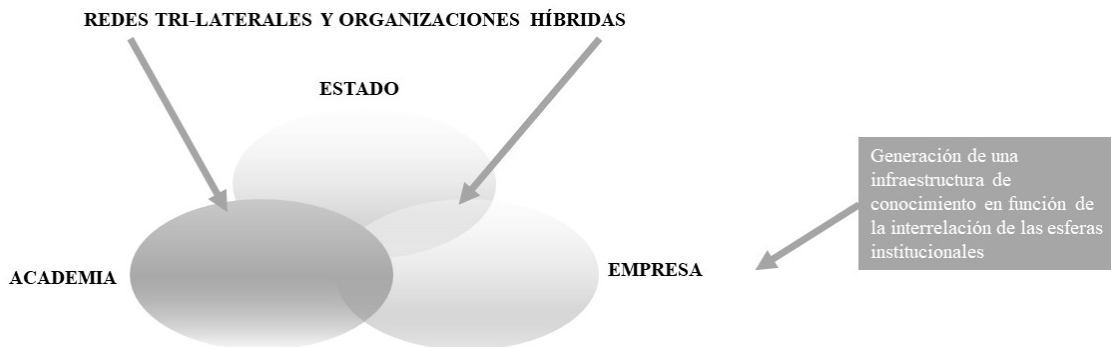 REDES TRI-LATERALES Y ORGANIZACIONES HÍBRIDAS
ESTADO
Generación de una
infraestructura de
conocimiento en función de
la interrelación de las esferas
institucionales
ACADEMIA
EMPRESA